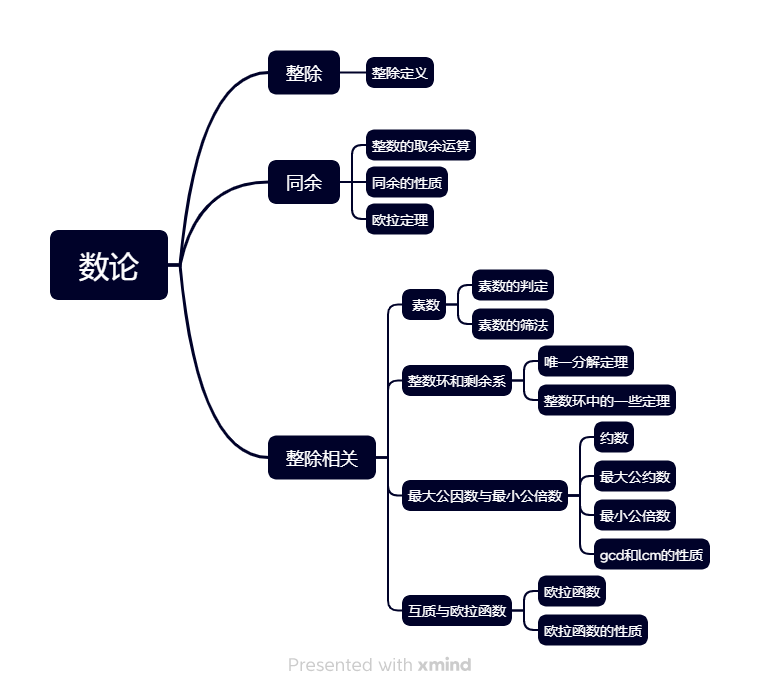 数论
整除
整除定义
同余
整数的取余运算
同余的性质
欧拉定理
整除相关
素数
素数的判定
素数的筛法
整数环和剩余系
唯一分解定理
整数环中的一些定理
最大公因数与最小公倍数
约数
最大公约数
最小公倍数
gcd和lcm的性质
互质与欧拉函数
欧拉函数
欧拉函数的性质
Presented with xmind